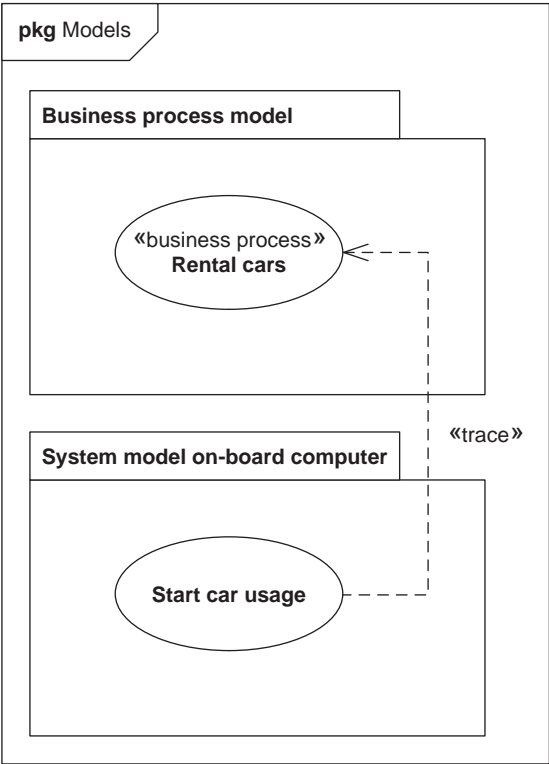 pkg Models
Business process model
«business process»
Rental cars
«trace»
System model on-board computer
Start car usage